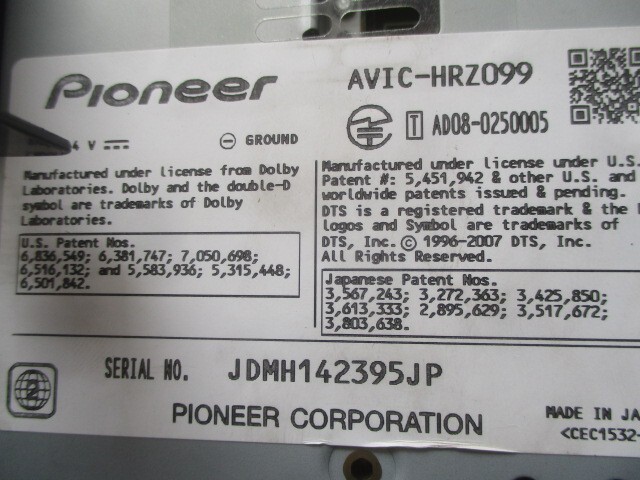 Pioneer
AVIC-HRZ099
4 V
GROUND
T AD08-0250005
Manufactured under license from Dolby
Laboratories. Dolby and the double-D
symbol are trademarks of Dolby
Laboratories.
U.S. Patent Nos.
6,836,549; 6,381,747; 7,050,698;
6,516,132; and 5,583,936; 5,315,448;
6,501,842.
Manufactured under license under U.S.
Patent #: 5,451,942 & other U.S. and
worldwide patents issued & pending.
DTS is a registered trademark & the
logos and Symbol are trademarks of
DTS, Inc. © 1996-2007 DTS, Inc.
All Rights Reserved.
Japanese Patent Nos.
3,567,243; 3,272,363; 3,425,850;
3,613,333; 2,895,629; 3,517,672;
3,803,638.
SERIAL NO. JDMH142395JP
2
PIONEER CORPORATION
MADE IN JA
<CEC1532-